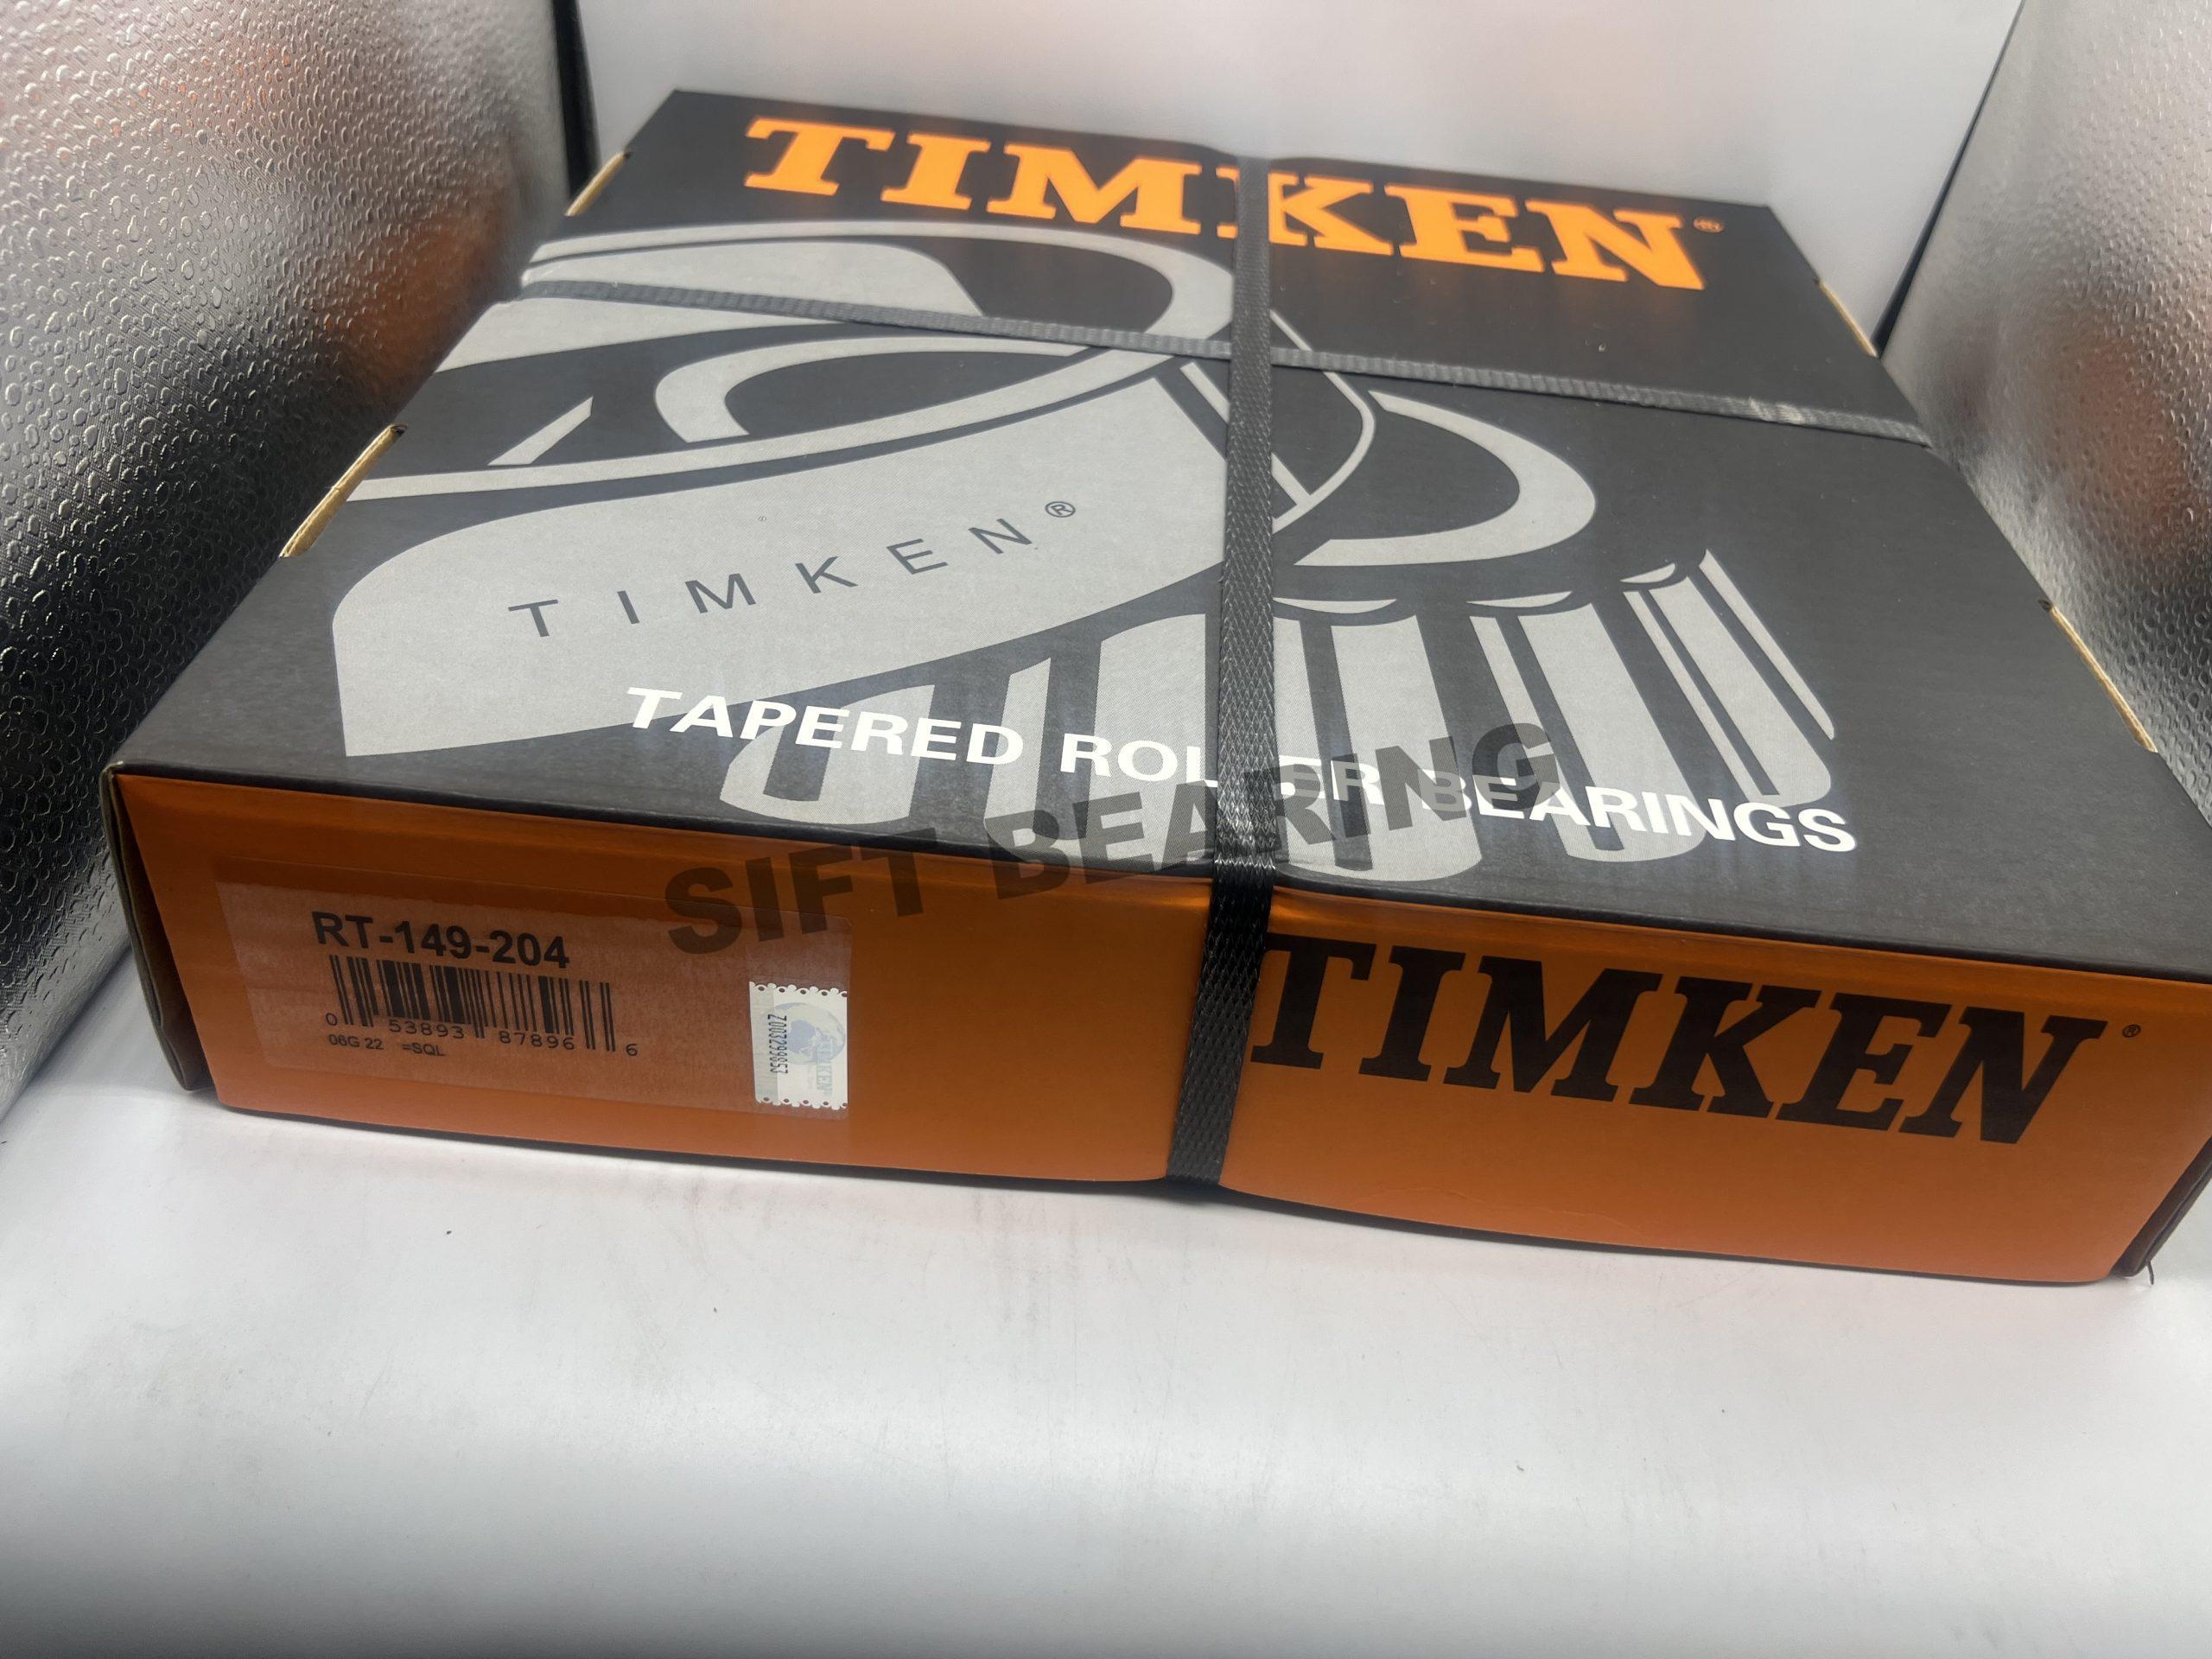 TIMKEN®
TIMKEN®
TAPERED ROLLER BEARINGS
SIFT BEARING
RT-149-204
0 53893 87896 6
06G 22 =SQL
TIMKEN®